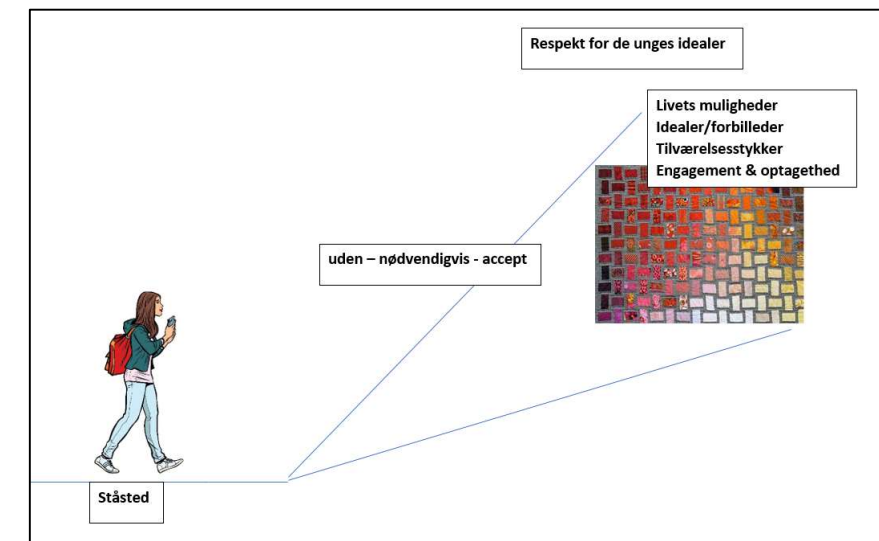 Respekt for de unges idealer
Livets muligheder
Idealer/forbilleder
Tilværelsesstykker
Engagement & optagethed
uden – nødvendigvis - accept
Ståsted